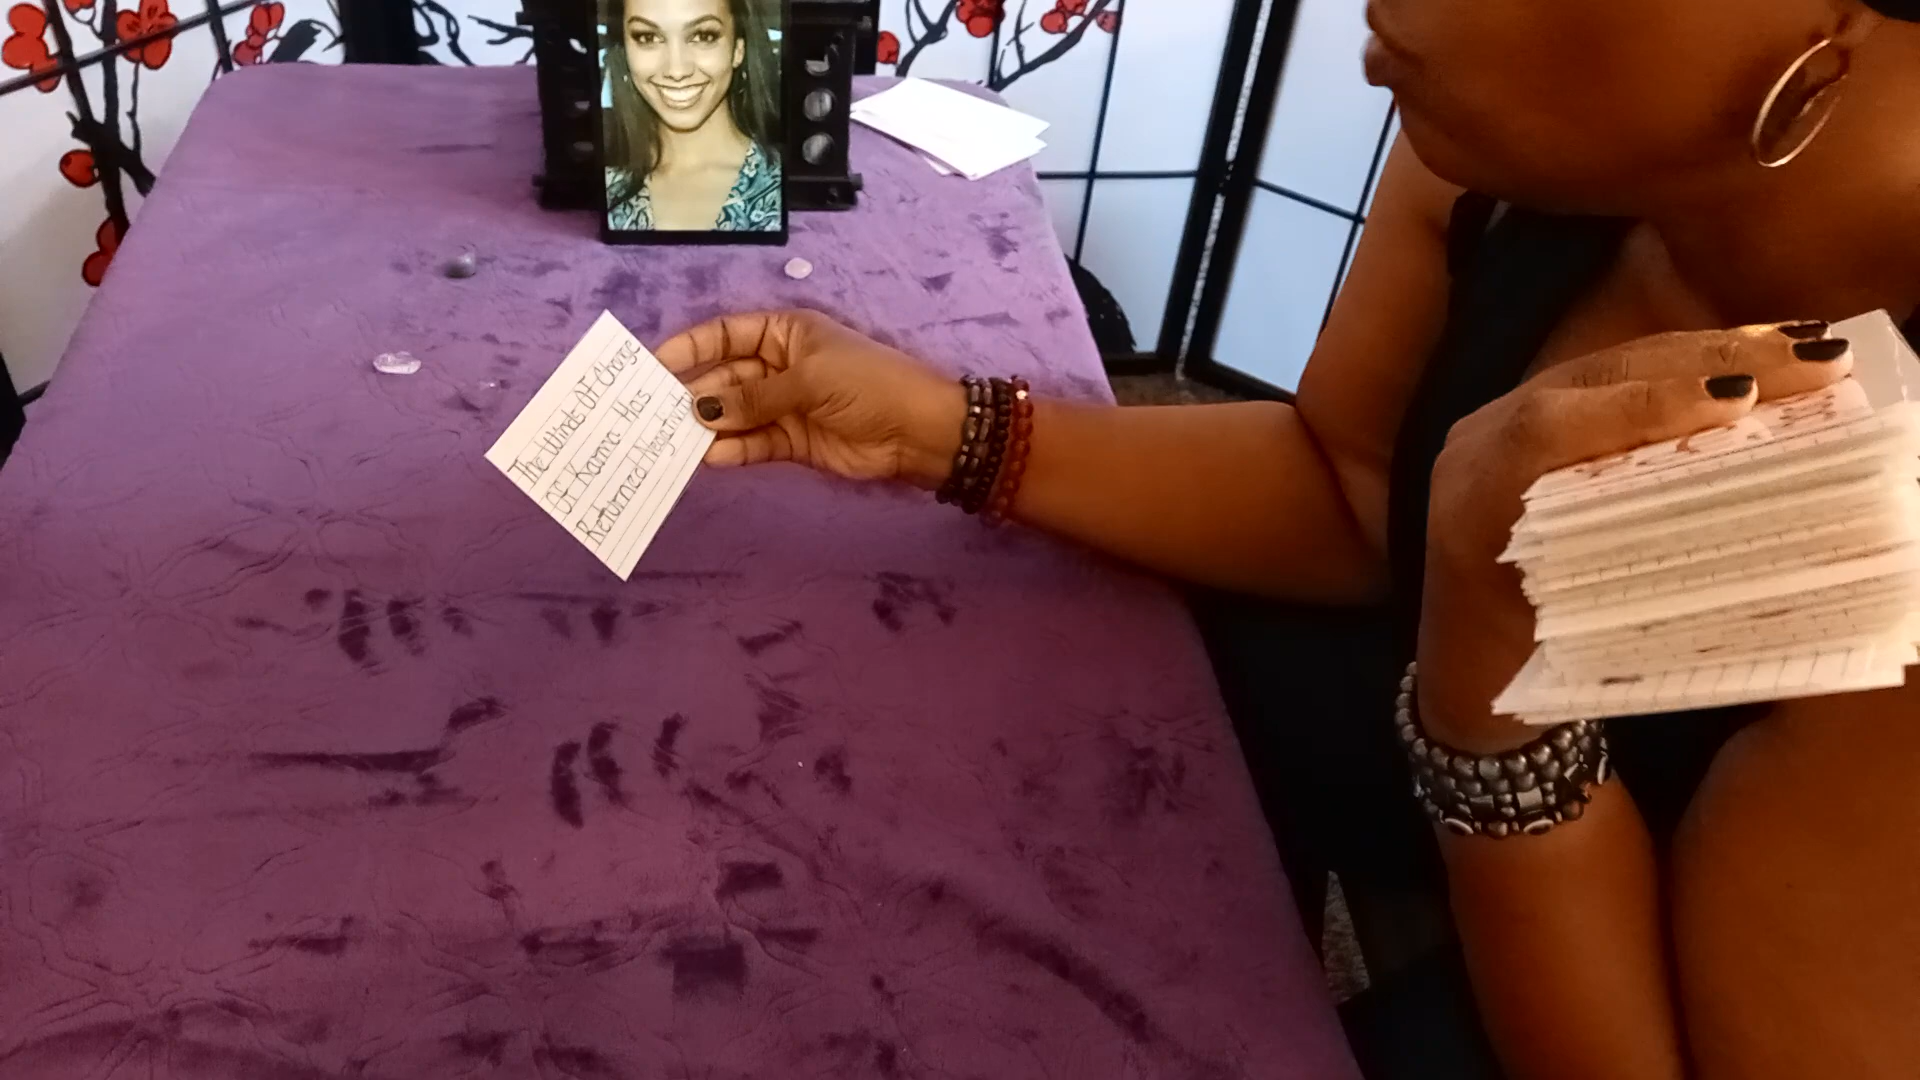 The Winds Of Change
Of Karma Has
Returned Negativity